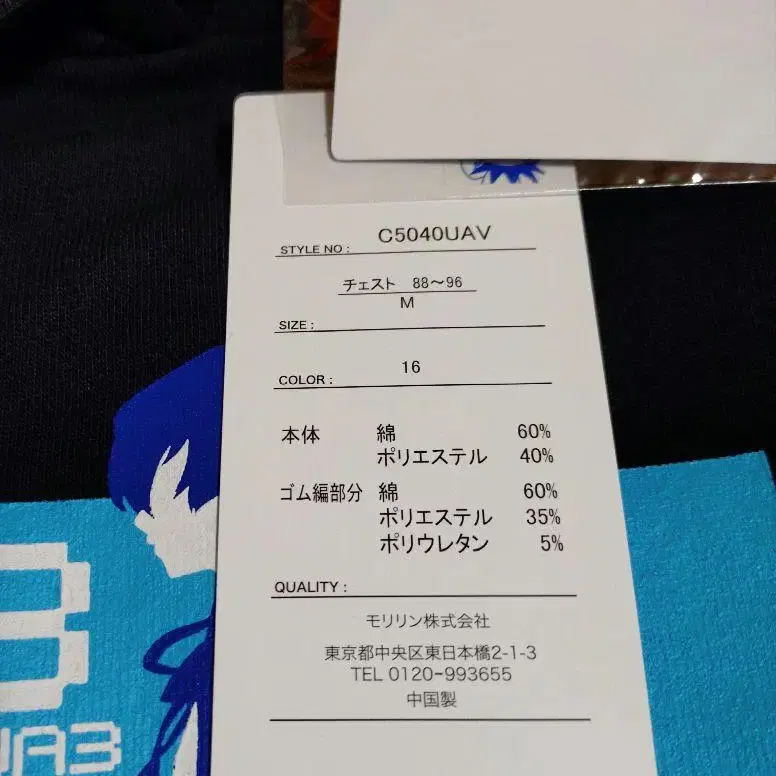 STYLE NO : C5040UAV
チェスト 88〜96
M
SIZE :
16
COLOR :
本体 綿 60%
ポリエステル 40%
ゴム編部分 綿 60%
ポリエステル 35%
ポリウレタン 5%
QUALITY :
モリリン株式会社
東京都中央区東日本橋2-1-3
TEL 0120-993655
中国製